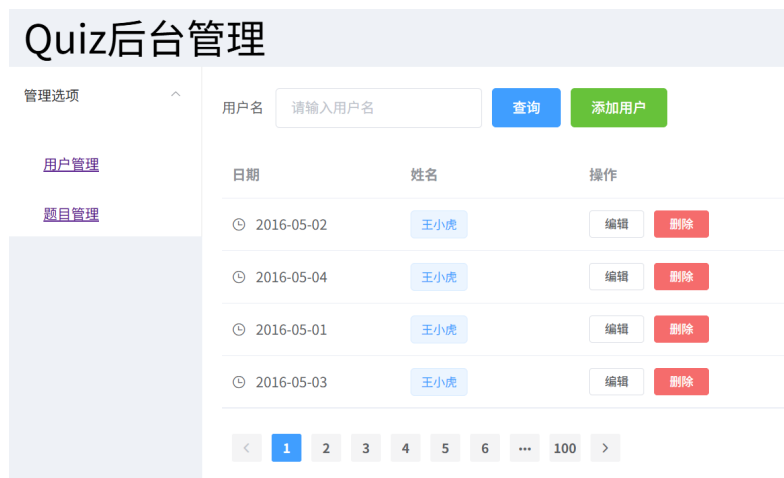 Quiz后台管理
管理选项
用户管理
题目管理
用户名 请输入用户名 查询 添加用户
日期 姓名 操作
2016-05-02 王小虎 编辑 删除
2016-05-04 王小虎 编辑 删除
2016-05-01 王小虎 编辑 删除
2016-05-03 王小虎 编辑 删除
1 2 3 4 5 6 ... 100